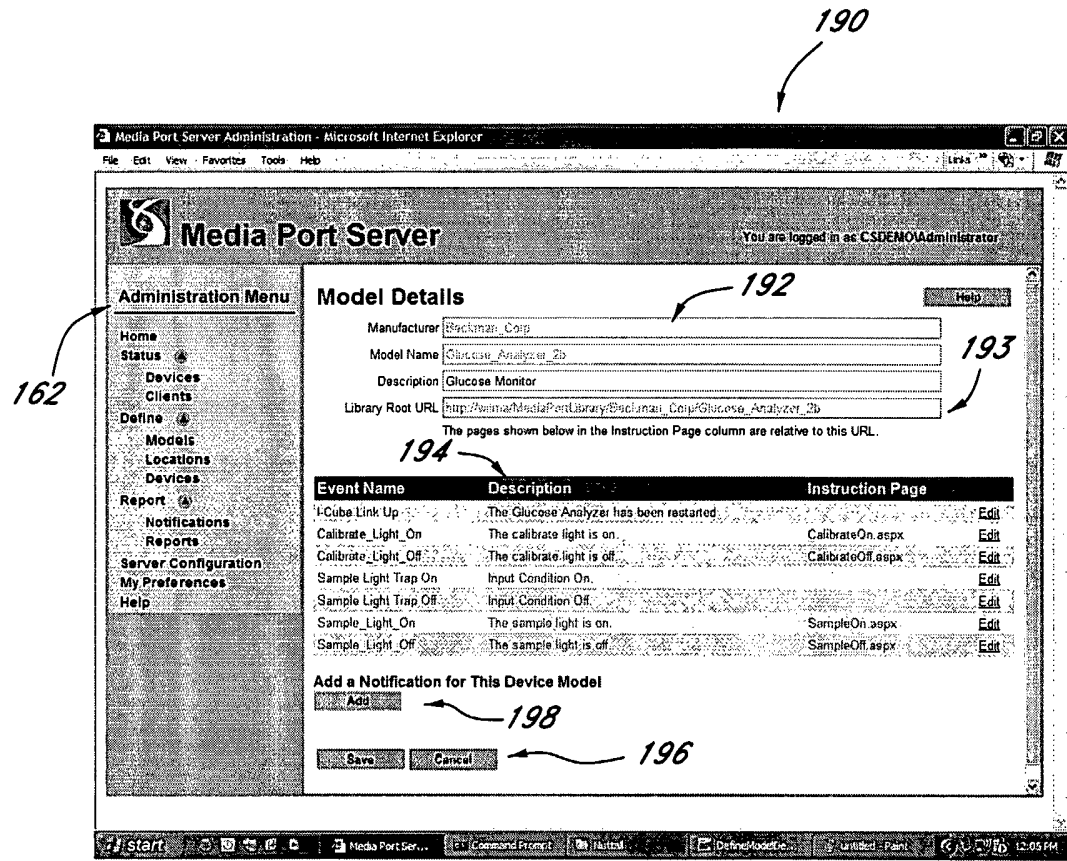 190
Media Port Server Administration - Microsoft Internet Explorer
File Edit View Favorites Tools Help
Links »
Media Port Server
You are logged in as CSDEMO\Administrator
Administration Menu
Home
Status
Devices
Clients
Define
Models
Locations
Devices
Report
Notifications
Reports
Server Configuration
My Preferences
Help
162
Model Details
192
Help
Manufacturer Beckman_Corp
Model Name Glucose_Analyzer_2b
193
Description Glucose Monitor
Library Root URL MediaPortLibrary/Beckman_Corp/Glucose_Analyzer_2b
The pages shown below in the Instruction Page column are relative to this URL.
194
Event Name Description Instruction Page
I-Cube Link Up The Glucose Analyzer has been restarted. Edit
Calibrate_Light_On The calibrate light is on. CalibrateOn.aspx Edit
Calibrate_Light_Off The calibrate light is off. CalibrateOff.aspx Edit
Sample Light Trap On Input Condition On. Edit
Sample Light Trap Off Input Condition Off. Edit
Sample_Light_On The sample light is on. SampleOn.aspx Edit
Sample_Light_Off The sample light is off. SampleOff.aspx Edit
Add a Notification for This Device Model
Add
198
Save Cancel
196
start Media Port Ser... Command Prompt DefineModelDe... untitled - Paint 12:05 PM